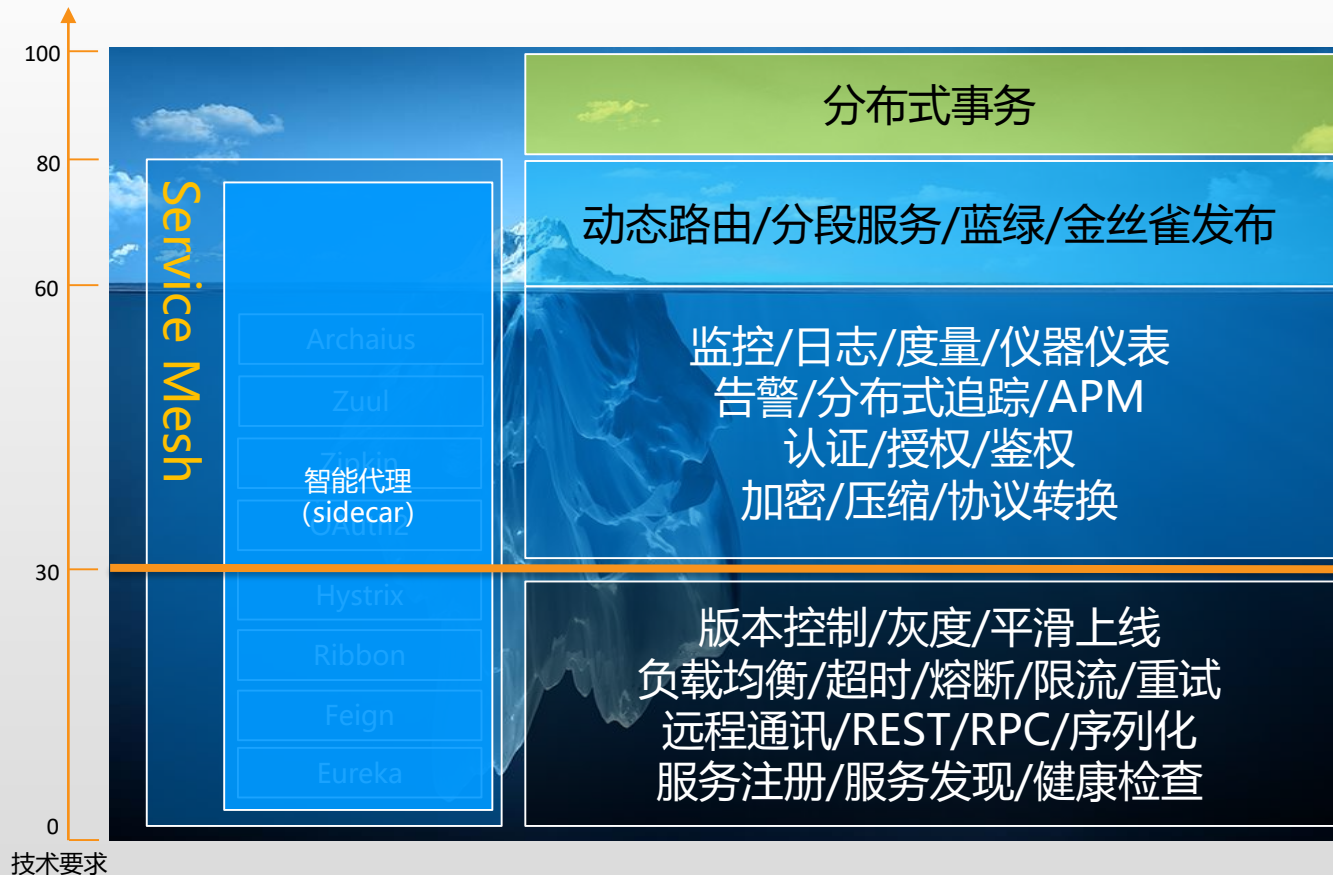 100
80
60
30
0
技术要求
Service Mesh
Archaius
Zuul
Zipkin
智能代理
(sidecar)
OAuth2
Hystrix
Ribbon
Feign
Eureka
分布式事务
动态路由/分段服务/蓝绿/金丝雀发布
监控/日志/度量/仪器仪表
告警/分布式追踪/APM
认证/授权/鉴权
加密/压缩/协议转换
版本控制/灰度/平滑上线
负载均衡/超时/熔断/限流/重试
远程通讯/REST/RPC/序列化
服务注册/服务发现/健康检查